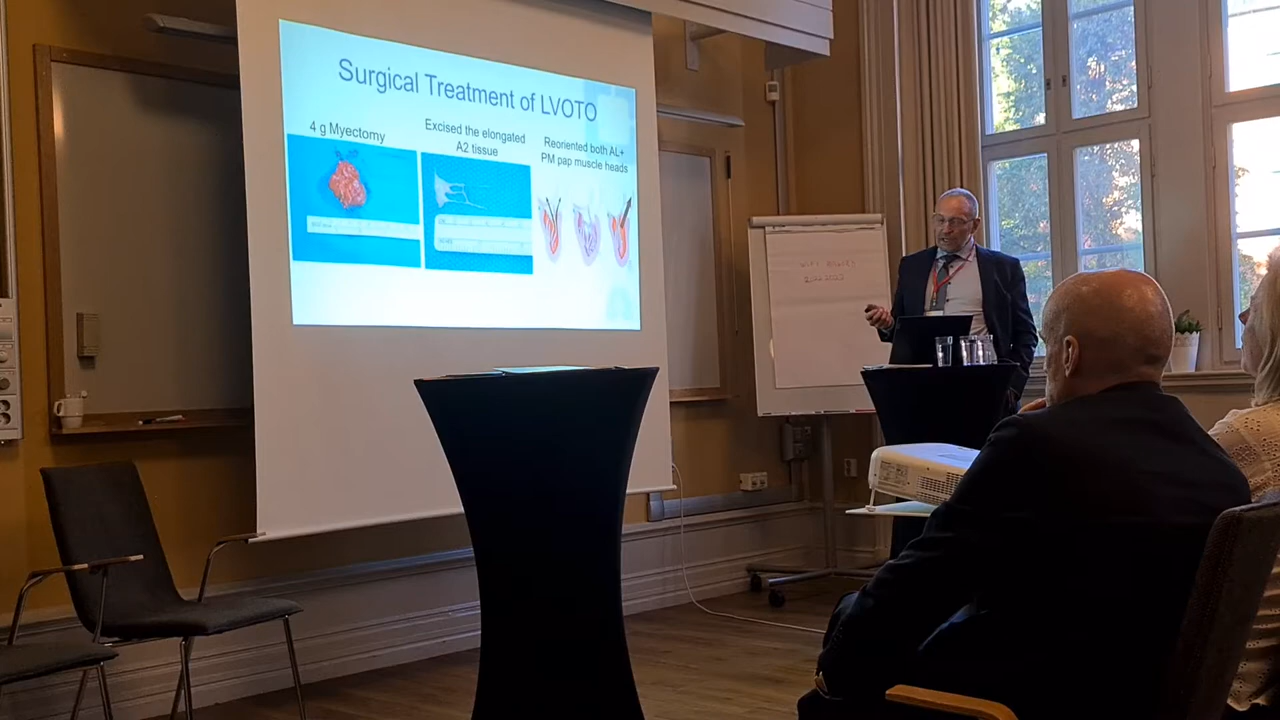 Surgical Treatment of LVOTO
4 g Myectomy
Excised the elongated
A2 tissue
Reoriented both AL+
PM pap muscle heads